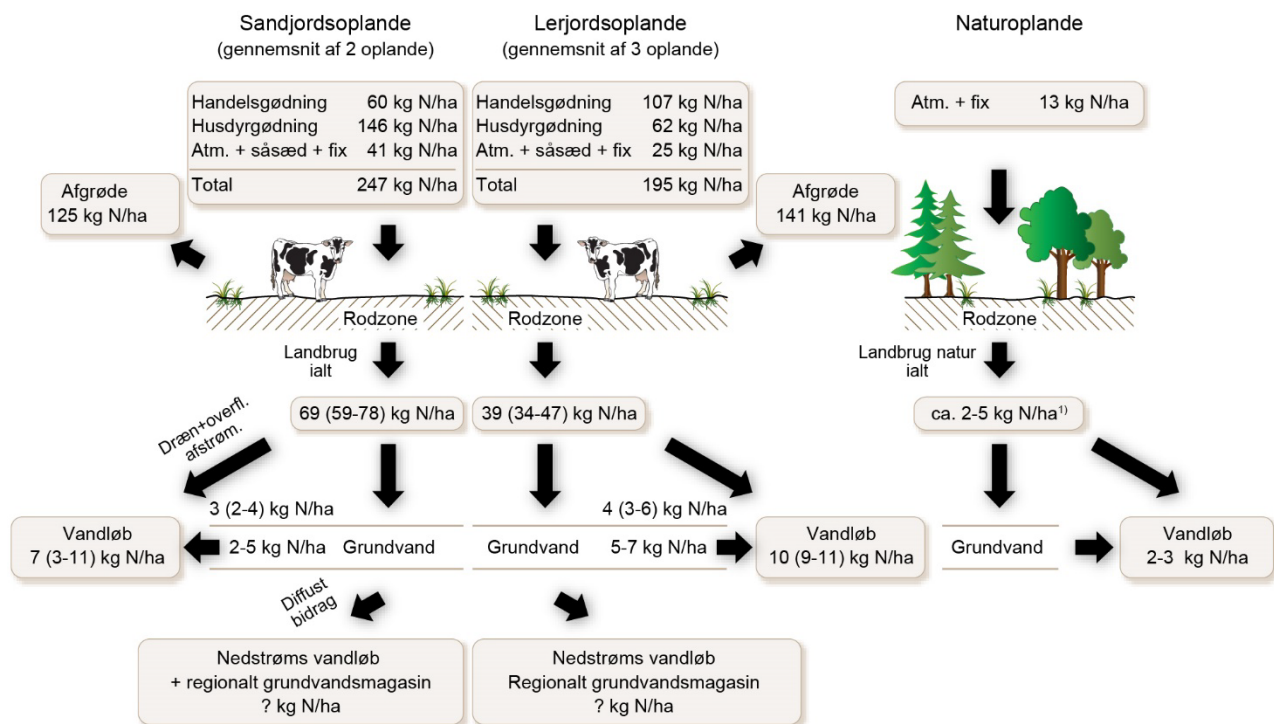 Sandjordsoplande
(gennemsnit af 2 oplande)
Handelsgødning 60 kg N/ha
Husdyrgødning 146 kg N/ha
Atm. + såsæd + fix 41 kg N/ha
Total 247 kg N/ha
Afgrøde
125 kg N/ha
Rodzone
Landbrug
ialt
69 (59-78) kg N/ha
Dræn+overfl.
afstrøm.
3 (2-4) kg N/ha
Vandløb
7 (3-11) kg N/ha
2-5 kg N/ha Grundvand
Diffust
bidrag
Nedstrøms vandløb
+ regionalt grundvandsmagasin
? kg N/ha
Lerjordsoplande
(gennemsnit af 3 oplande)
Handelsgødning 107 kg N/ha
Husdyrgødning 62 kg N/ha
Atm. + såsæd + fix 25 kg N/ha
Total 195 kg N/ha
Afgrøde
141 kg N/ha
Rodzone
39 (34-47) kg N/ha
4 (3-6) kg N/ha
Grundvand 5-7 kg N/ha
Vandløb
10 (9-11) kg N/ha
Nedstrøms vandløb
Regionalt grundvandsmagasin
? kg N/ha
Naturoplande
Atm. + fix 13 kg N/ha
Rodzone
Landbrug natur
ialt
ca. 2-5 kg N/ha¹⁾
Grundvand
Vandløb
2-3 kg N/ha